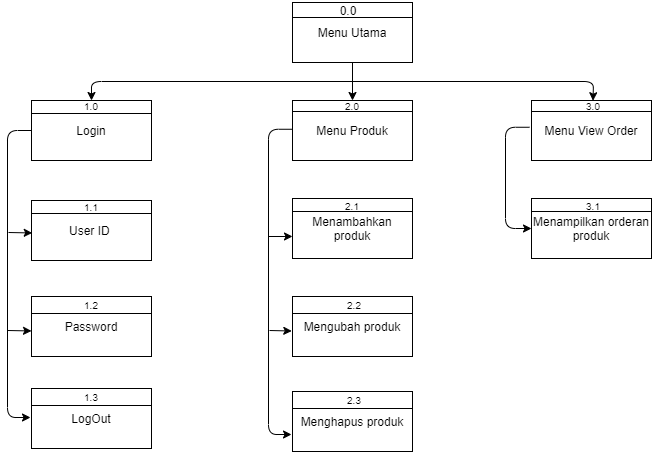 0.0
Menu Utama
1.0
Login
2.0
Menu Produk
3.0
Menu View Order
1.1
User ID
2.1
Menambahkan
produk
3.1
Menampilkan orderan
produk
1.2
Password
2.2
Mengubah produk
1.3
LogOut
2.3
Menghapus produk